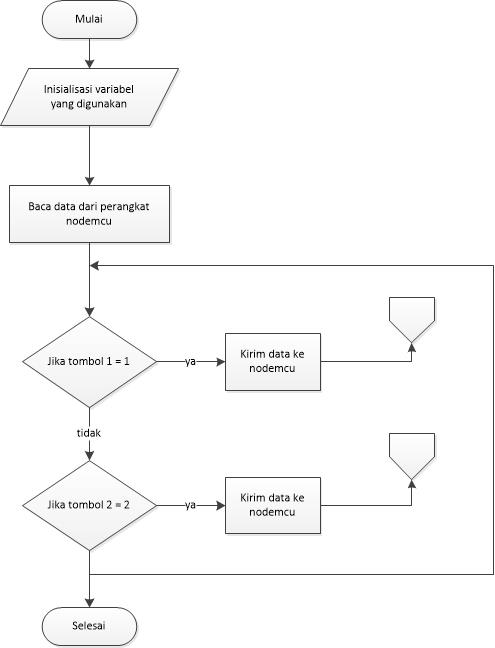 Mulai
Inisialisasi variabel
yang digunakan
Baca data dari perangkat
nodemcu
Jika tombol 1 = 1
ya
Kirim data ke
nodemcu
tidak
Jika tombol 2 = 2
ya
Kirim data ke
nodemcu
Selesai